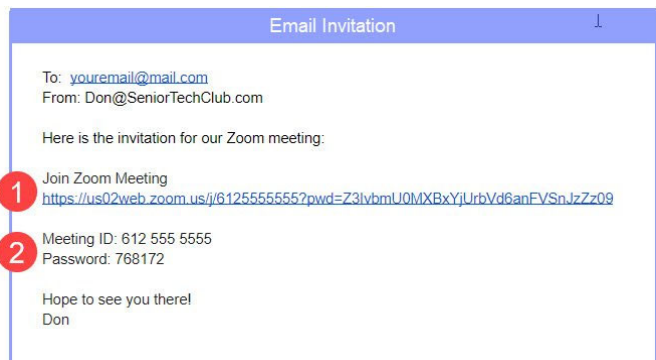 Email Invitation
To: youremail@mail.com
From: Don@SeniorTechClub.com
Here is the invitation for our Zoom meeting:
Join Zoom Meeting
1 https://us02web.zoom.us/j/6125555555?pwd=Z3IvbmU0MXBxYjUrbVd6anFVSnJzZz09
2 Meeting ID: 612 555 5555
Password: 768172
Hope to see you there!
Don